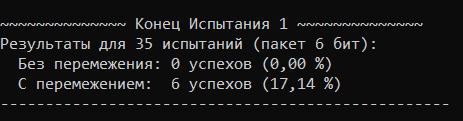 ~~~~~~~~~~~~~~ Конец Испытания 1 ~~~~~~~~~~~~~~
Результаты для 35 испытаний (пакет 6 бит):
  Без перемежения: 0 успехов (0,00 %)
  С перемежением:  6 успехов (17,14 %)
--------------------------------------------------